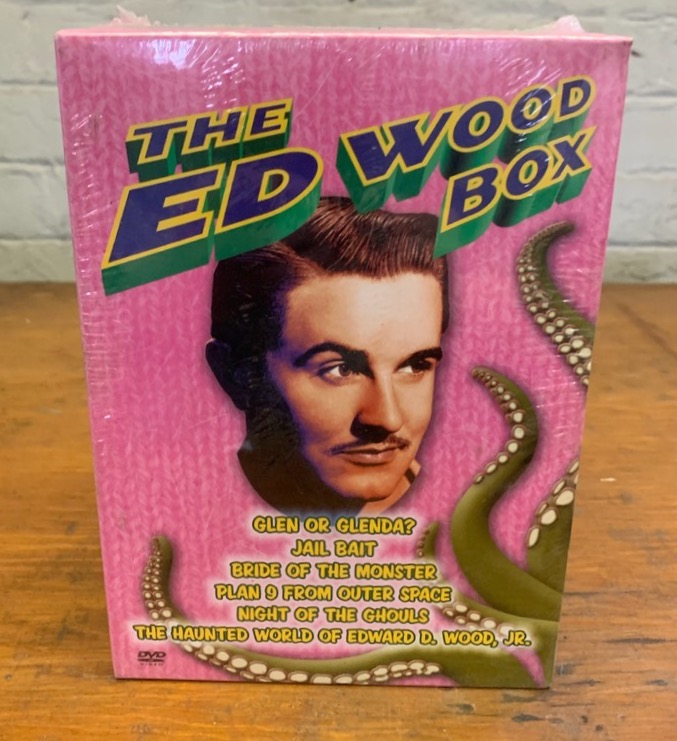 THE
ED WOOD
BOX
GLEN OR GLENDA?
JAIL BAIT
BRIDE OF THE MONSTER
PLAN 9 FROM OUTER SPACE
NIGHT OF THE GHOULS
THE HAUNTED WORLD OF EDWARD D. WOOD, JR.
DVD
VIDEO